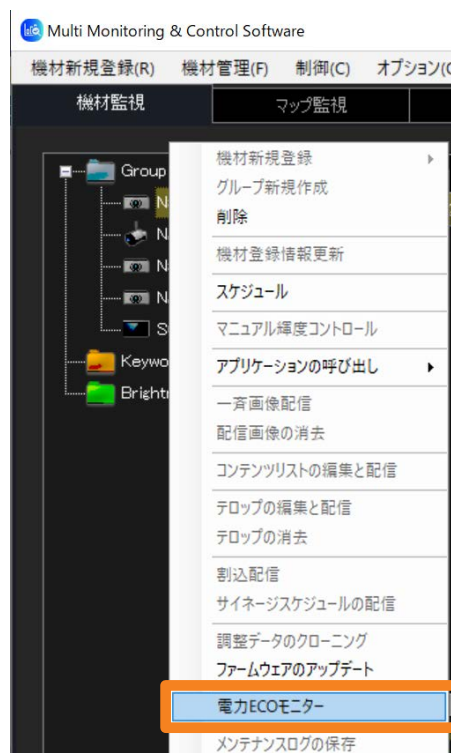 Multi Monitoring & Control Software
機材新規登録(R) 機材管理(F) 制御(C) オプション(
機材監視 マップ監視
機材新規登録
Group
グループ新規作成
削除
機材登録情報更新
スケジュール
マニュアル輝度コントロール
Keywo
アプリケーションの呼び出し
Bright
一斉画像配信
配信画像の消去
コンテンツリストの編集と配信
テロップの編集と配信
テロップの消去
割込配信
サイネージスケジュールの配信
調整データのクローニング
ファームウェアのアップデート
電力ECOモニター
メンテナンスログの保存